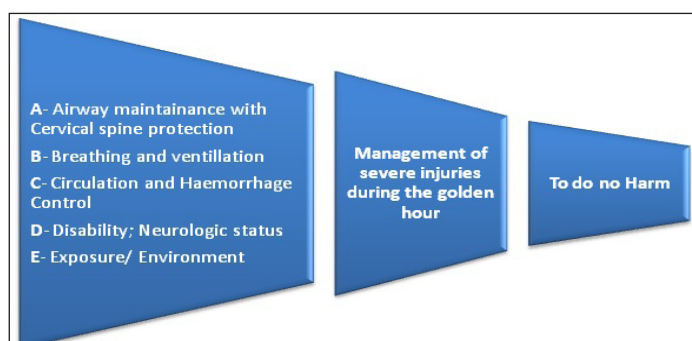 A- Airway maintainance with
Cervical spine protection
B- Breathing and ventillation
C- Circulation and Haemorrhage
Control
D- Disability; Neurologic status
E- Exposure/ Environment
Management of
severe injuries
during the golden
hour
To do no Harm